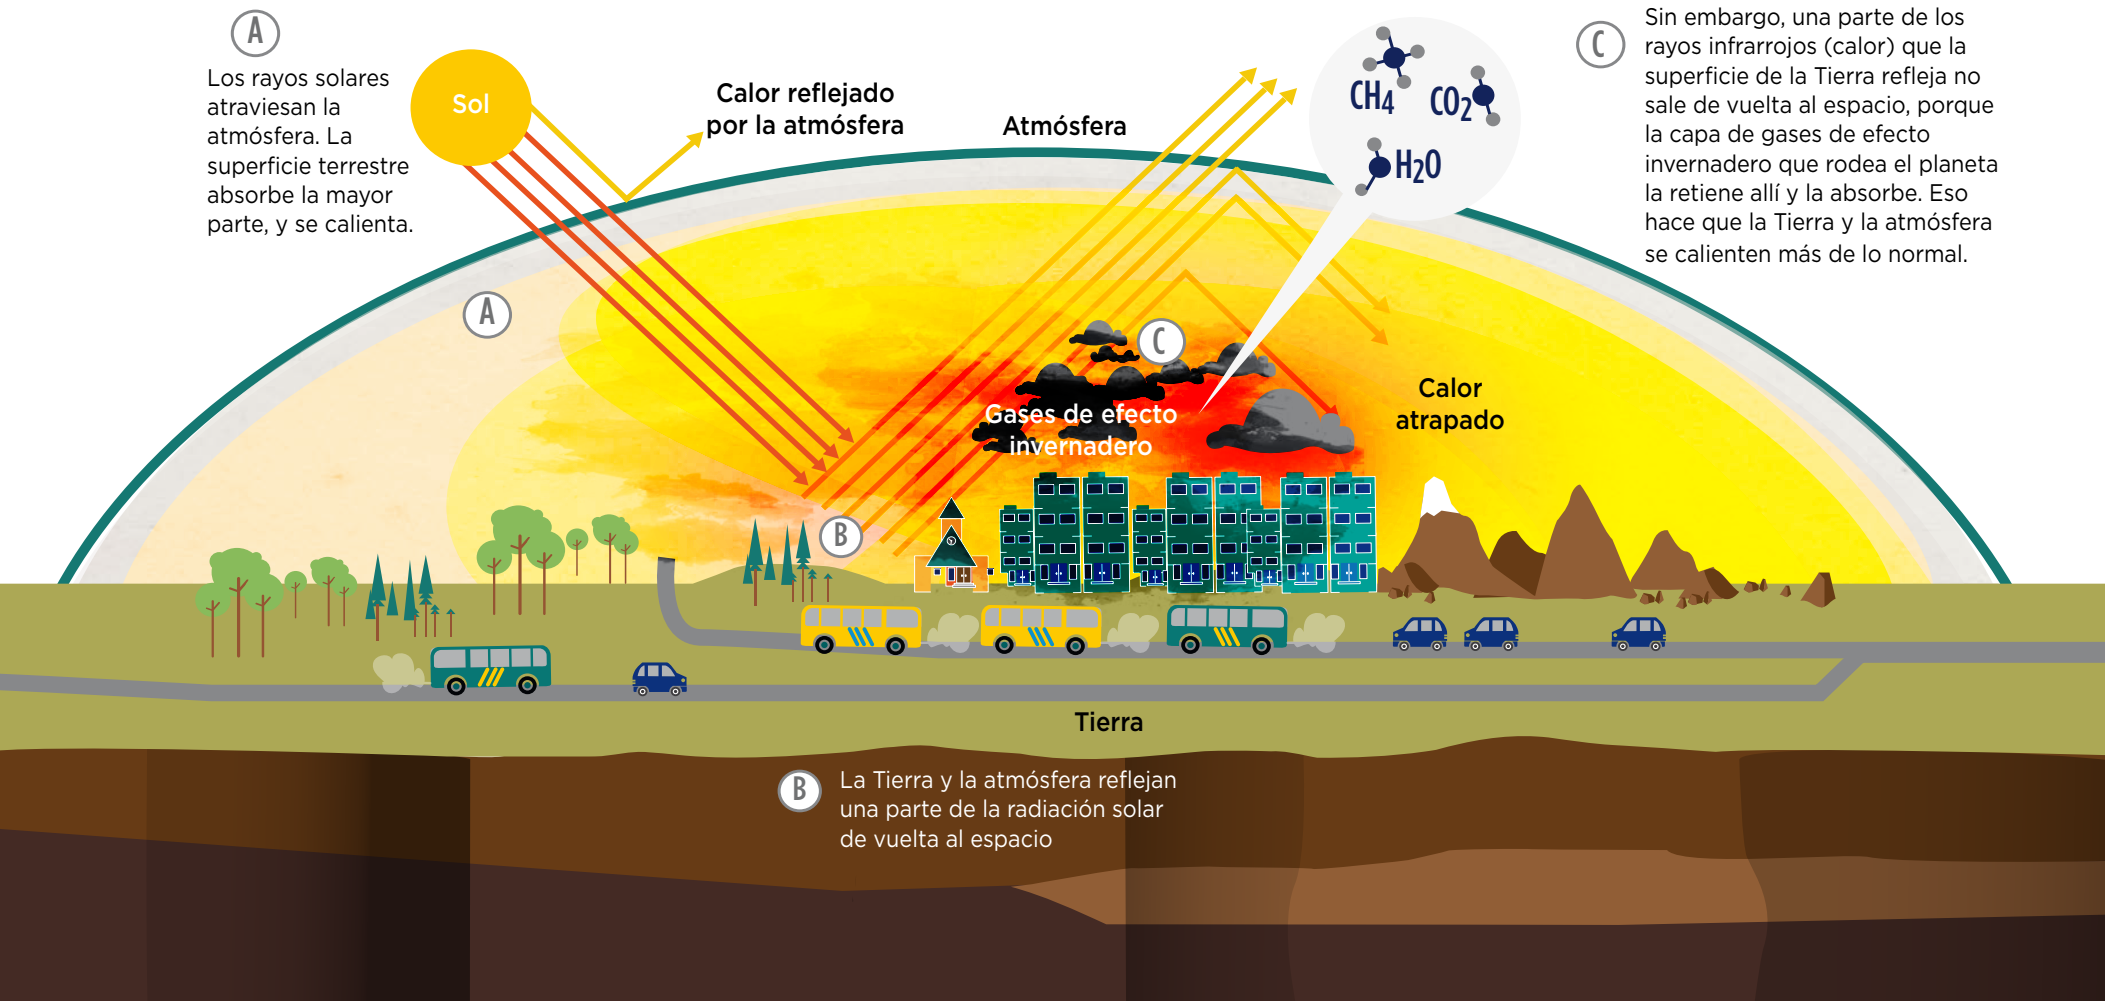 A
Los rayos solares
atraviesan la
atmósfera. La
superficie terrestre
absorbe la mayor
parte, y se calienta.
Sol
Calor reflejado
por la atmósfera
Atmósfera
CH4
CO2
H2O
C
Sin embargo, una parte de los
rayos infrarrojos (calor) que la
superficie de la Tierra refleja no
sale de vuelta al espacio, porque
la capa de gases de efecto
invernadero que rodea el planeta
la retiene allí y la absorbe. Eso
hace que la Tierra y la atmósfera
se calienten más de lo normal.
A
C
Gases de efecto
invernadero
Calor
atrapado
B
Tierra
B
La Tierra y la atmósfera reflejan
una parte de la radiación solar
de vuelta al espacio